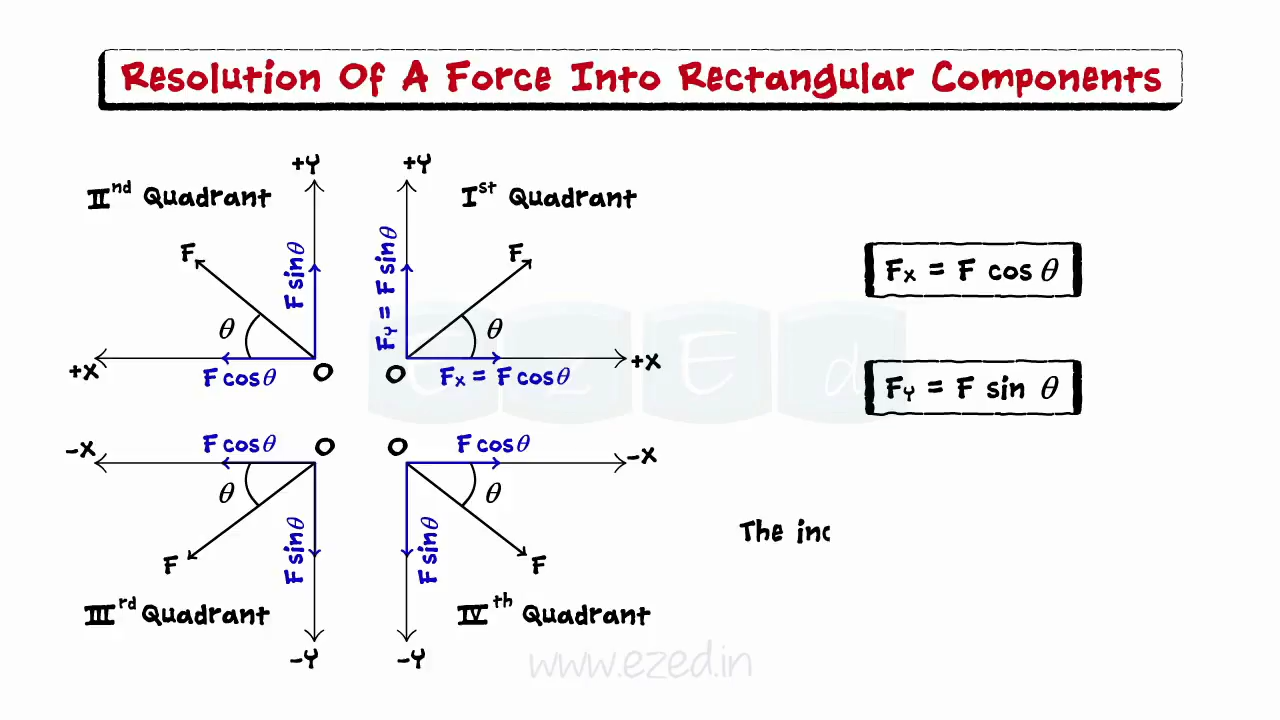 Resolution Of A Force Into Rectangular Components
+Y
+Y
IInd Quadrant
Ist Quadrant
F
F
F sinθ
FY = F sinθ
θ
θ
+X
F cosθ
O
O
FX = F cosθ
+X
FX = F cos θ
FY = F sin θ
-X
F cosθ
O
O
F cosθ
-X
θ
θ
F sinθ
F sinθ
F
F
IIIrd Quadrant
IVth Quadrant
-Y
-Y
The inc
ezEd
www.ezed.in